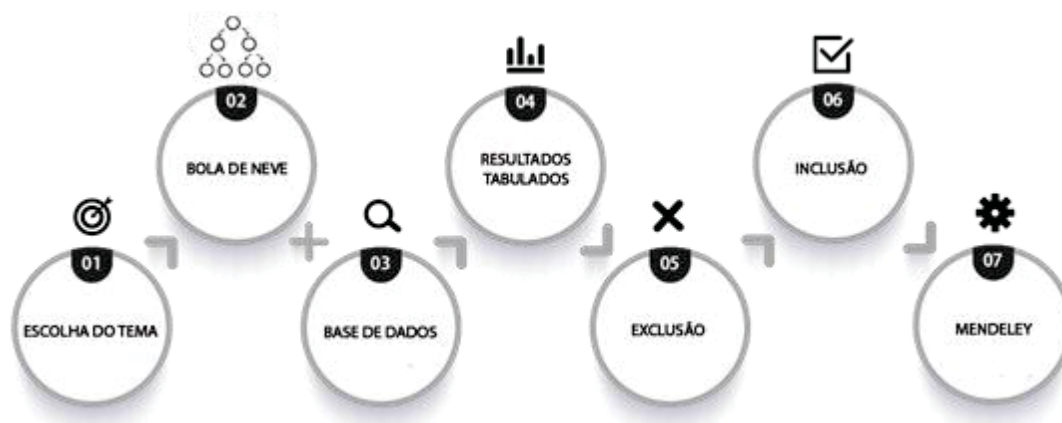 01
ESCOLHA DO TEMA
02
BOLA DE NEVE
03
BASE DE DADOS
04
RESULTADOS
TABULADOS
05
EXCLUSÃO
06
INCLUSÃO
07
MENDELEY